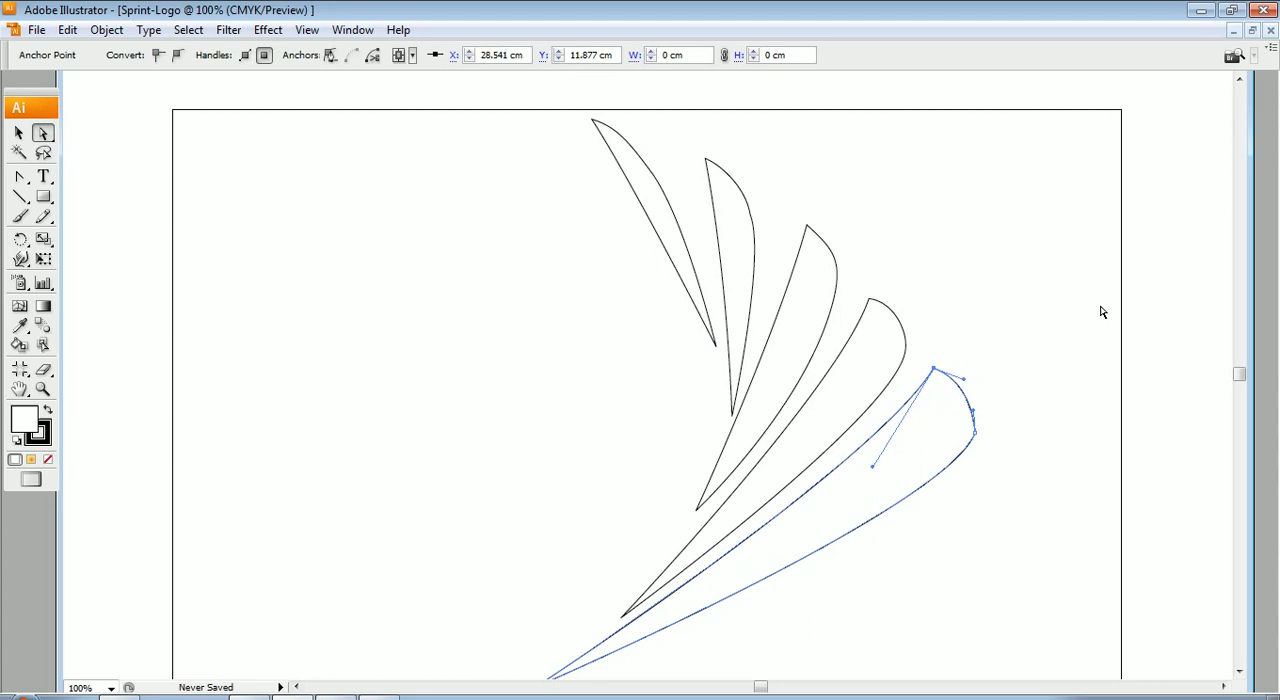 Adobe Illustrator - [Sprint-Logo @ 100% (CMYK/Preview) ]
File Edit Object Type Select Filter Effect View Window Help
Anchor Point Convert: Handles: Anchors: X: 28.541 cm Y: 11.877 cm W: 0 cm H: 0 cm
Ai
T
100% Never Saved